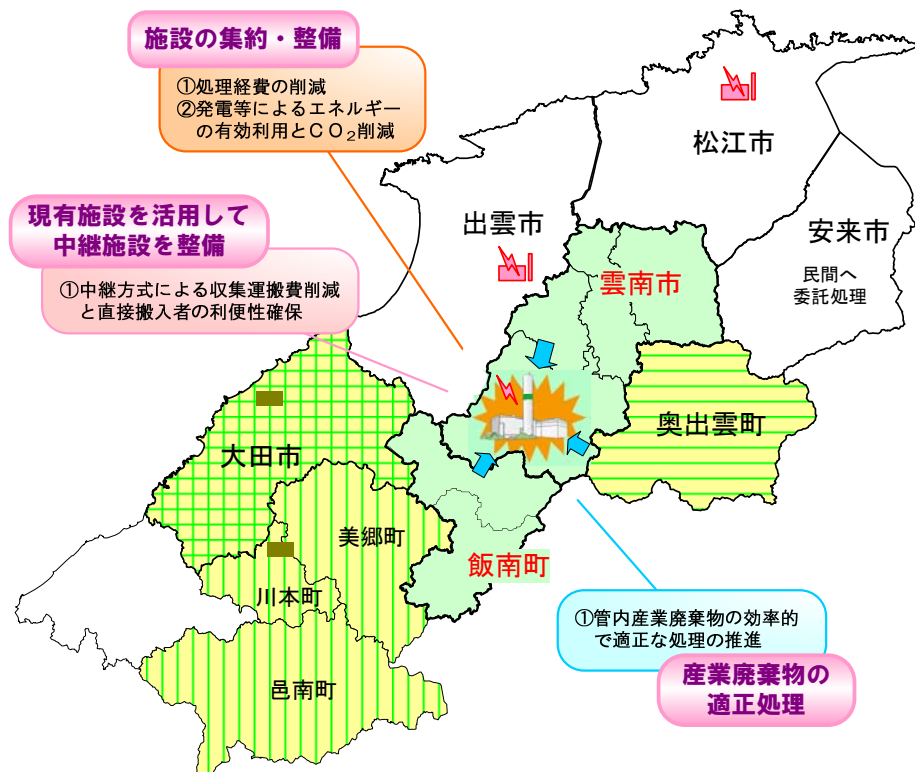 施設の集約・整備
①処理経費の削減
②発電等によるエネルギー
の有効利用とCO₂削減
松江市
現有施設を活用して
中継施設を整備
出雲市
安来市
民間へ
委託処理
①中継方式による収集運搬費削減
と直接搬入者の利便性確保
雲南市
奥出雲町
大田市
美郷町
飯南町
川本町
①管内産業廃棄物の効率的
で適正な処理の推進
邑南町
産業廃棄物の
適正処理